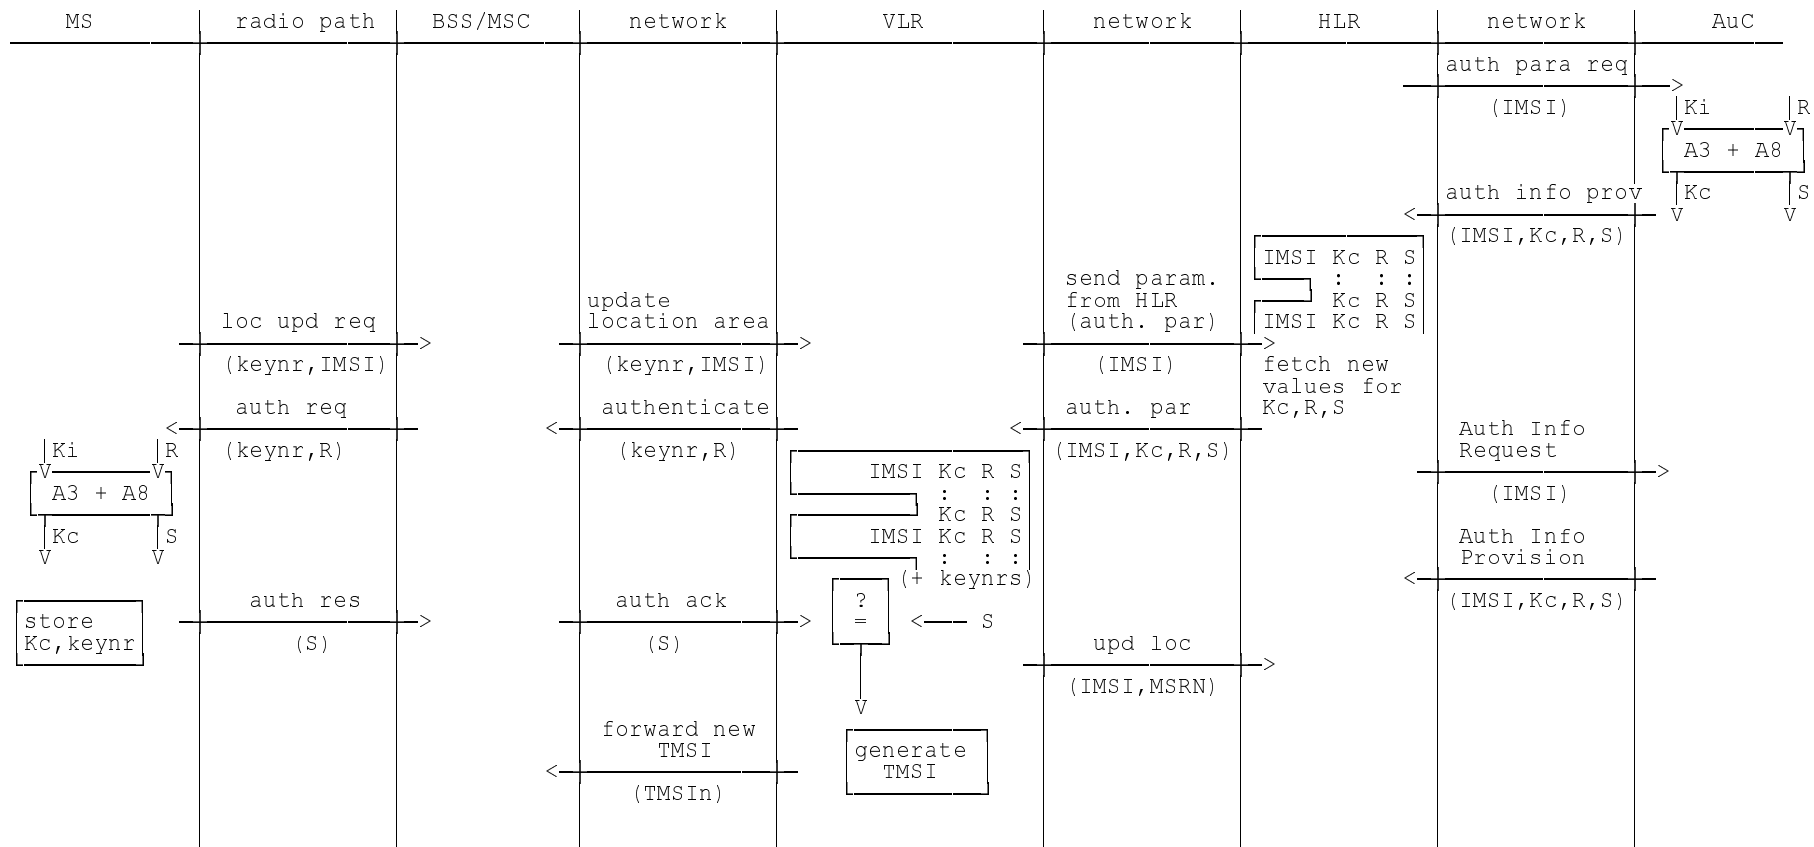 MS radio path BSS/MSC network VLR network HLR network AuC
auth para req
>
(IMSI) Ki R
V V
A3 + A8
auth info prov Kc S
< V V
(IMSI,Kc,R,S)
IMSI Kc R S
send param. : : :
update from HLR Kc R S
loc upd req location area (auth. par) IMSI Kc R S
> > >
(keynr,IMSI) (keynr,IMSI) (IMSI) fetch new
values for
auth req authenticate auth. par Kc,R,S
< < < Auth Info
Ki R (keynr,R) (keynr,R) (IMSI,Kc,R,S) Request
V V IMSI Kc R S >
A3 + A8 : : : (IMSI)
Kc R S
Kc S IMSI Kc R S Auth Info
V V : : : Provision
(+ keynrs) <
auth res auth ack ? (IMSI,Kc,R,S)
store > > = < S
Kc,keynr (S) (S) upd loc
>
(IMSI,MSRN)
V
forward new
TMSI generate
< TMSI
(TMSIn)